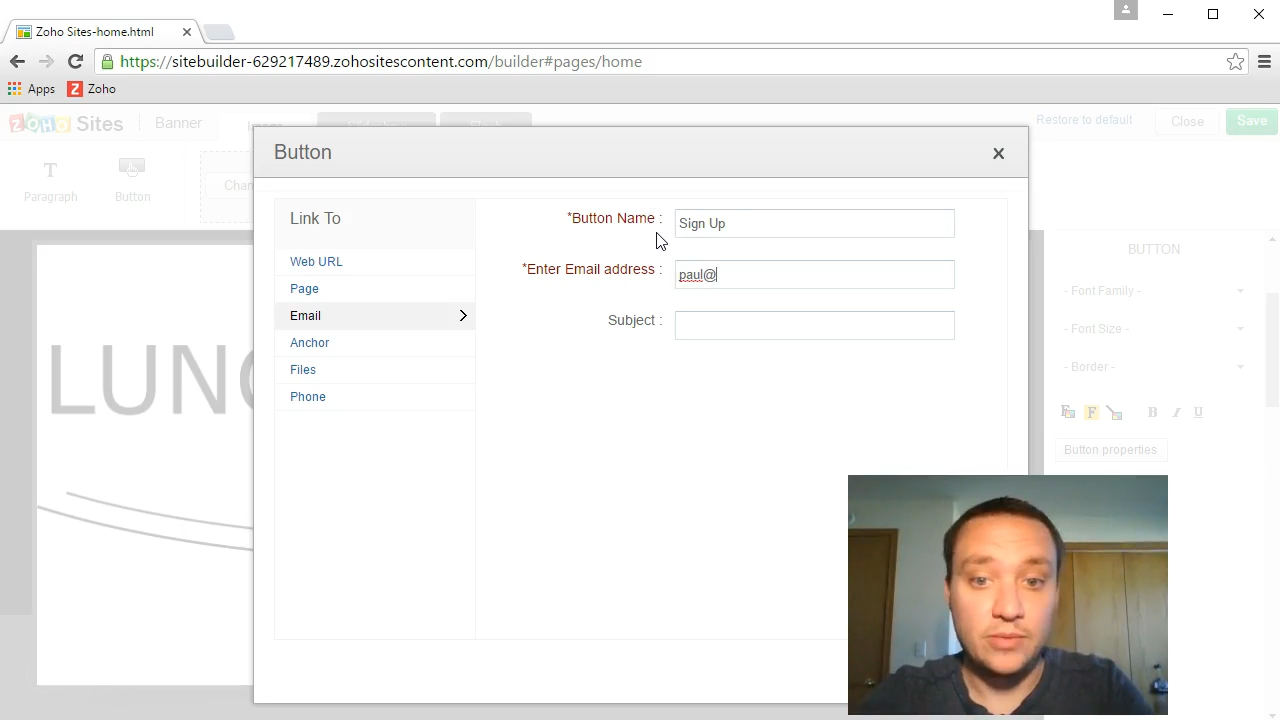 Zoho Sites-home.html
https://sitebuilder-629217489.zohositescontent.com/builder#pages/home
Apps
Zoho
ZOHO Sites
Banner
Restore to default
Close
Save
Paragraph
Button
Button
Link To
Web URL
Page
Email
Anchor
Files
Phone
*Button Name :
Sign Up
*Enter Email address :
paul@
Subject :
BUTTON
- Font Family -
- Font Size -
- Border -
B I U
Button properties
LUN